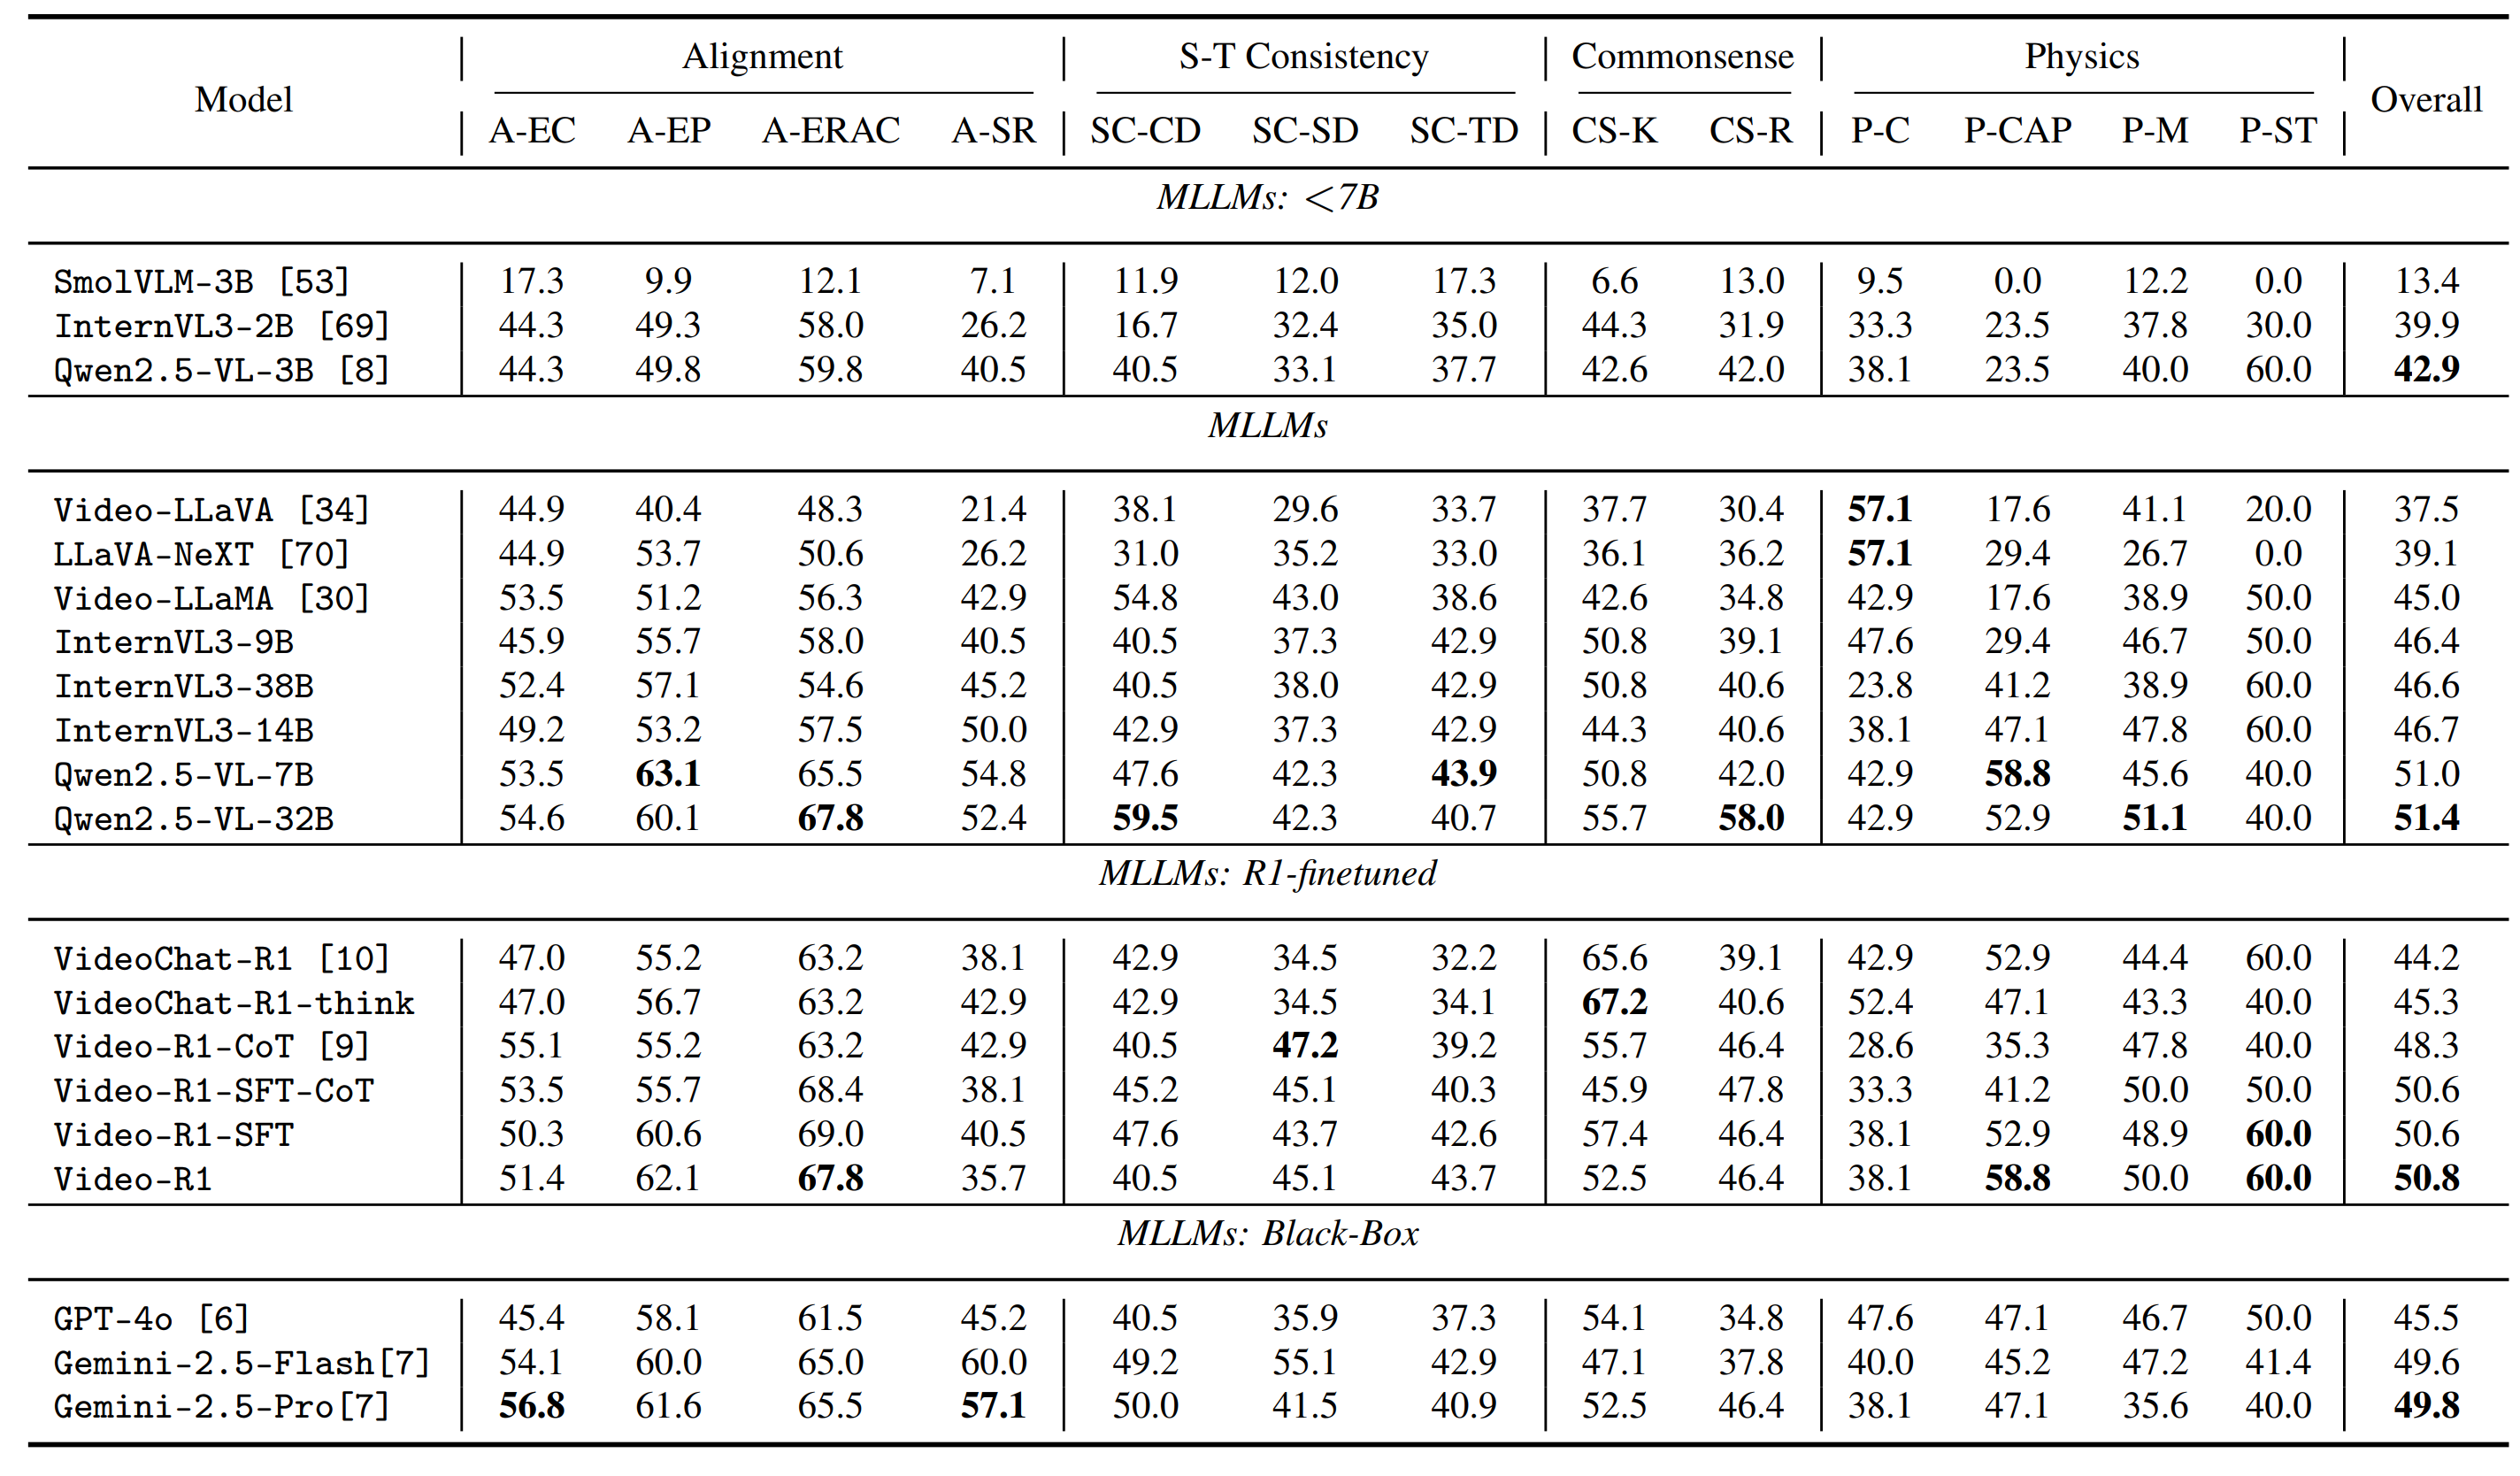 Model Alignment S-T Consistency Commonsense Physics Overall
A-EC A-EP A-ERAC A-SR SC-CD SC-SD SC-TD CS-K CS-R P-C P-CAP P-M P-ST
MLLMs: <7B
SmolVLM-3B [53] 17.3 9.9 12.1 7.1 11.9 12.0 17.3 6.6 13.0 9.5 0.0 12.2 0.0 13.4
InternVL3-2B [69] 44.3 49.3 58.0 26.2 16.7 32.4 35.0 44.3 31.9 33.3 23.5 37.8 30.0 39.9
Qwen2.5-VL-3B [8] 44.3 49.8 59.8 40.5 40.5 33.1 37.7 42.6 42.0 38.1 23.5 40.0 60.0 42.9
MLLMs
Video-LLaVA [34] 44.9 40.4 48.3 21.4 38.1 29.6 33.7 37.7 30.4 57.1 17.6 41.1 20.0 37.5
LLaVA-NeXT [70] 44.9 53.7 50.6 26.2 31.0 35.2 33.0 36.1 36.2 57.1 29.4 26.7 0.0 39.1
Video-LLaMA [30] 53.5 51.2 56.3 42.9 54.8 43.0 38.6 42.6 34.8 42.9 17.6 38.9 50.0 45.0
InternVL3-9B 45.9 55.7 58.0 40.5 40.5 37.3 42.9 50.8 39.1 47.6 29.4 46.7 50.0 46.4
InternVL3-38B 52.4 57.1 54.6 45.2 40.5 38.0 42.9 50.8 40.6 23.8 41.2 38.9 60.0 46.6
InternVL3-14B 49.2 53.2 57.5 50.0 42.9 37.3 42.9 44.3 40.6 38.1 47.1 47.8 60.0 46.7
Qwen2.5-VL-7B 53.5 63.1 65.5 54.8 47.6 42.3 43.9 50.8 42.0 42.9 58.8 45.6 40.0 51.0
Qwen2.5-VL-32B 54.6 60.1 67.8 52.4 59.5 42.3 40.7 55.7 58.0 42.9 52.9 51.1 40.0 51.4
MLLMs: R1-finetuned
VideoChat-R1 [10] 47.0 55.2 63.2 38.1 42.9 34.5 32.2 65.6 39.1 42.9 52.9 44.4 60.0 44.2
VideoChat-R1-think 47.0 56.7 63.2 42.9 42.9 34.5 34.1 67.2 40.6 52.4 47.1 43.3 40.0 45.3
Video-R1-CoT [9] 55.1 55.2 63.2 42.9 40.5 47.2 39.2 55.7 46.4 28.6 35.3 47.8 40.0 48.3
Video-R1-SFT-CoT 53.5 55.7 68.4 38.1 45.2 45.1 40.3 45.9 47.8 33.3 41.2 50.0 50.0 50.6
Video-R1-SFT 50.3 60.6 69.0 40.5 47.6 43.7 42.6 57.4 46.4 38.1 52.9 48.9 60.0 50.6
Video-R1 51.4 62.1 67.8 35.7 40.5 45.1 43.7 52.5 46.4 38.1 58.8 50.0 60.0 50.8
MLLMs: Black-Box
GPT-4o [6] 45.4 58.1 61.5 45.2 40.5 35.9 37.3 54.1 34.8 47.6 47.1 46.7 50.0 45.5
Gemini-2.5-Flash[7] 54.1 60.0 65.0 60.0 49.2 55.1 42.9 47.1 37.8 40.0 45.2 47.2 41.4 49.6
Gemini-2.5-Pro[7] 56.8 61.6 65.5 57.1 50.0 41.5 40.9 52.5 46.4 38.1 47.1 35.6 40.0 49.8